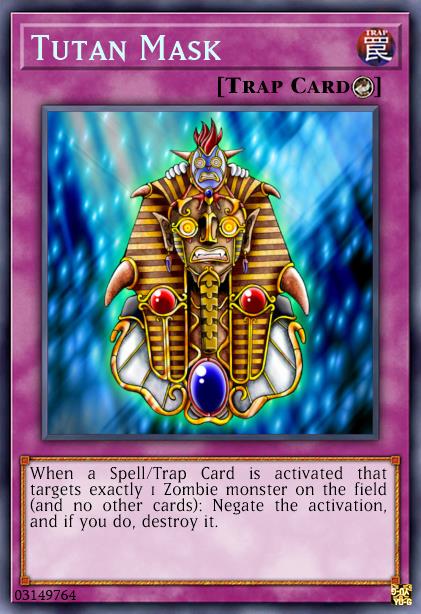 Tutan Mask
TRAP
罠
[Trap Card]
When a Spell/Trap Card is activated that
targets exactly 1 Zombie monster on the field
(and no other cards): Negate the activation,
and if you do, destroy it.
03149764